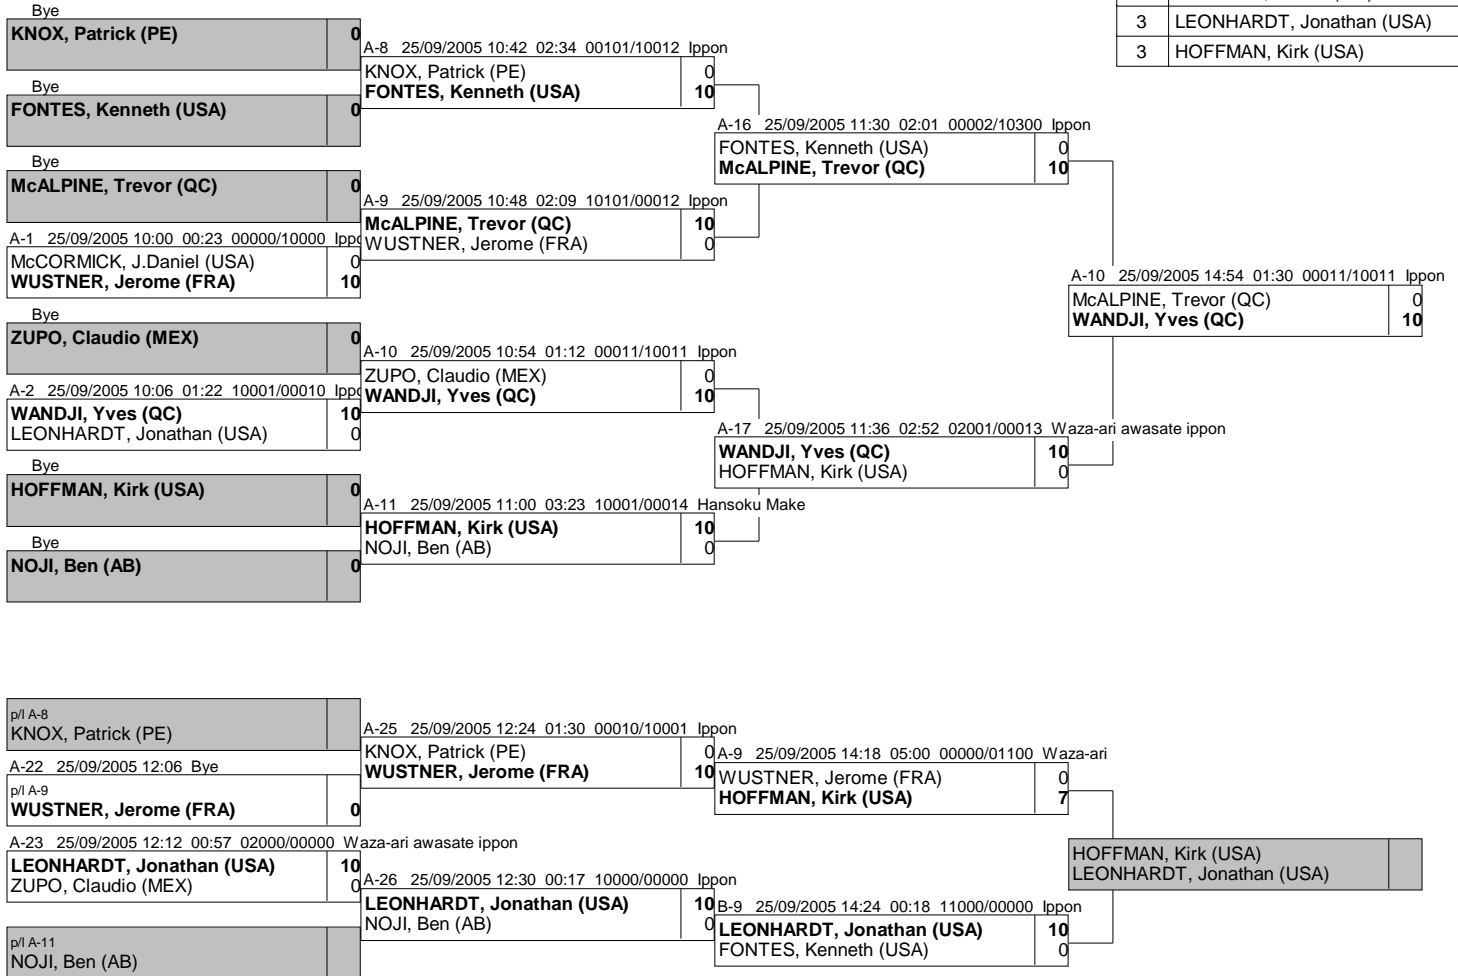 Bye
KNOX, Patrick (PE) 0
Bye
FONTES, Kenneth (USA) 0
Bye
McALPINE, Trevor (QC) 0
A-1 25/09/2005 10:00 00:23 00000/10000 Ippo
McCORMICK, J.Daniel (USA) 0
WUSTNER, Jerome (FRA) 10
Bye
ZUPO, Claudio (MEX) 0
A-2 25/09/2005 10:06 01:22 10001/00010 Ippo
WANDJI, Yves (QC) 10
LEONHARDT, Jonathan (USA) 0
Bye
HOFFMAN, Kirk (USA) 0
Bye
NOJI, Ben (AB) 0
A-8 25/09/2005 10:42 02:34 00101/10012 Ippon
KNOX, Patrick (PE) 0
FONTES, Kenneth (USA) 10
A-9 25/09/2005 10:48 02:09 10101/00012 Ippon
McALPINE, Trevor (QC) 10
WUSTNER, Jerome (FRA) 0
A-10 25/09/2005 10:54 01:12 00011/10011 Ippon
ZUPO, Claudio (MEX) 0
WANDJI, Yves (QC) 10
A-11 25/09/2005 11:00 03:23 10001/00014 Hansoku Make
HOFFMAN, Kirk (USA) 10
NOJI, Ben (AB) 0
A-16 25/09/2005 11:30 02:01 00002/10300 Ippon
FONTES, Kenneth (USA) 0
McALPINE, Trevor (QC) 10
A-17 25/09/2005 11:36 02:52 02001/00013 Waza-ari awasate ippon
WANDJI, Yves (QC) 10
HOFFMAN, Kirk (USA) 0
A-10 25/09/2005 14:54 01:30 00011/10011 Ippon
McALPINE, Trevor (QC) 0
WANDJI, Yves (QC) 10
3 LEONHARDT, Jonathan (USA)
3 HOFFMAN, Kirk (USA)
p/l A-8
KNOX, Patrick (PE)
A-22 25/09/2005 12:06 Bye
p/l A-9
WUSTNER, Jerome (FRA) 0
A-23 25/09/2005 12:12 00:57 02000/00000 Waza-ari awasate ippon
LEONHARDT, Jonathan (USA) 10
ZUPO, Claudio (MEX) 0
p/l A-11
NOJI, Ben (AB)
A-25 25/09/2005 12:24 01:30 00010/10001 Ippon
KNOX, Patrick (PE) 0
WUSTNER, Jerome (FRA) 10
A-26 25/09/2005 12:30 00:17 10000/00000 Ippon
LEONHARDT, Jonathan (USA) 10
NOJI, Ben (AB) 0
A-9 25/09/2005 14:18 05:00 00000/01100 Waza-ari
WUSTNER, Jerome (FRA) 0
HOFFMAN, Kirk (USA) 7
B-9 25/09/2005 14:24 00:18 11000/00000 Ippon
LEONHARDT, Jonathan (USA) 10
FONTES, Kenneth (USA) 0
HOFFMAN, Kirk (USA)
LEONHARDT, Jonathan (USA)